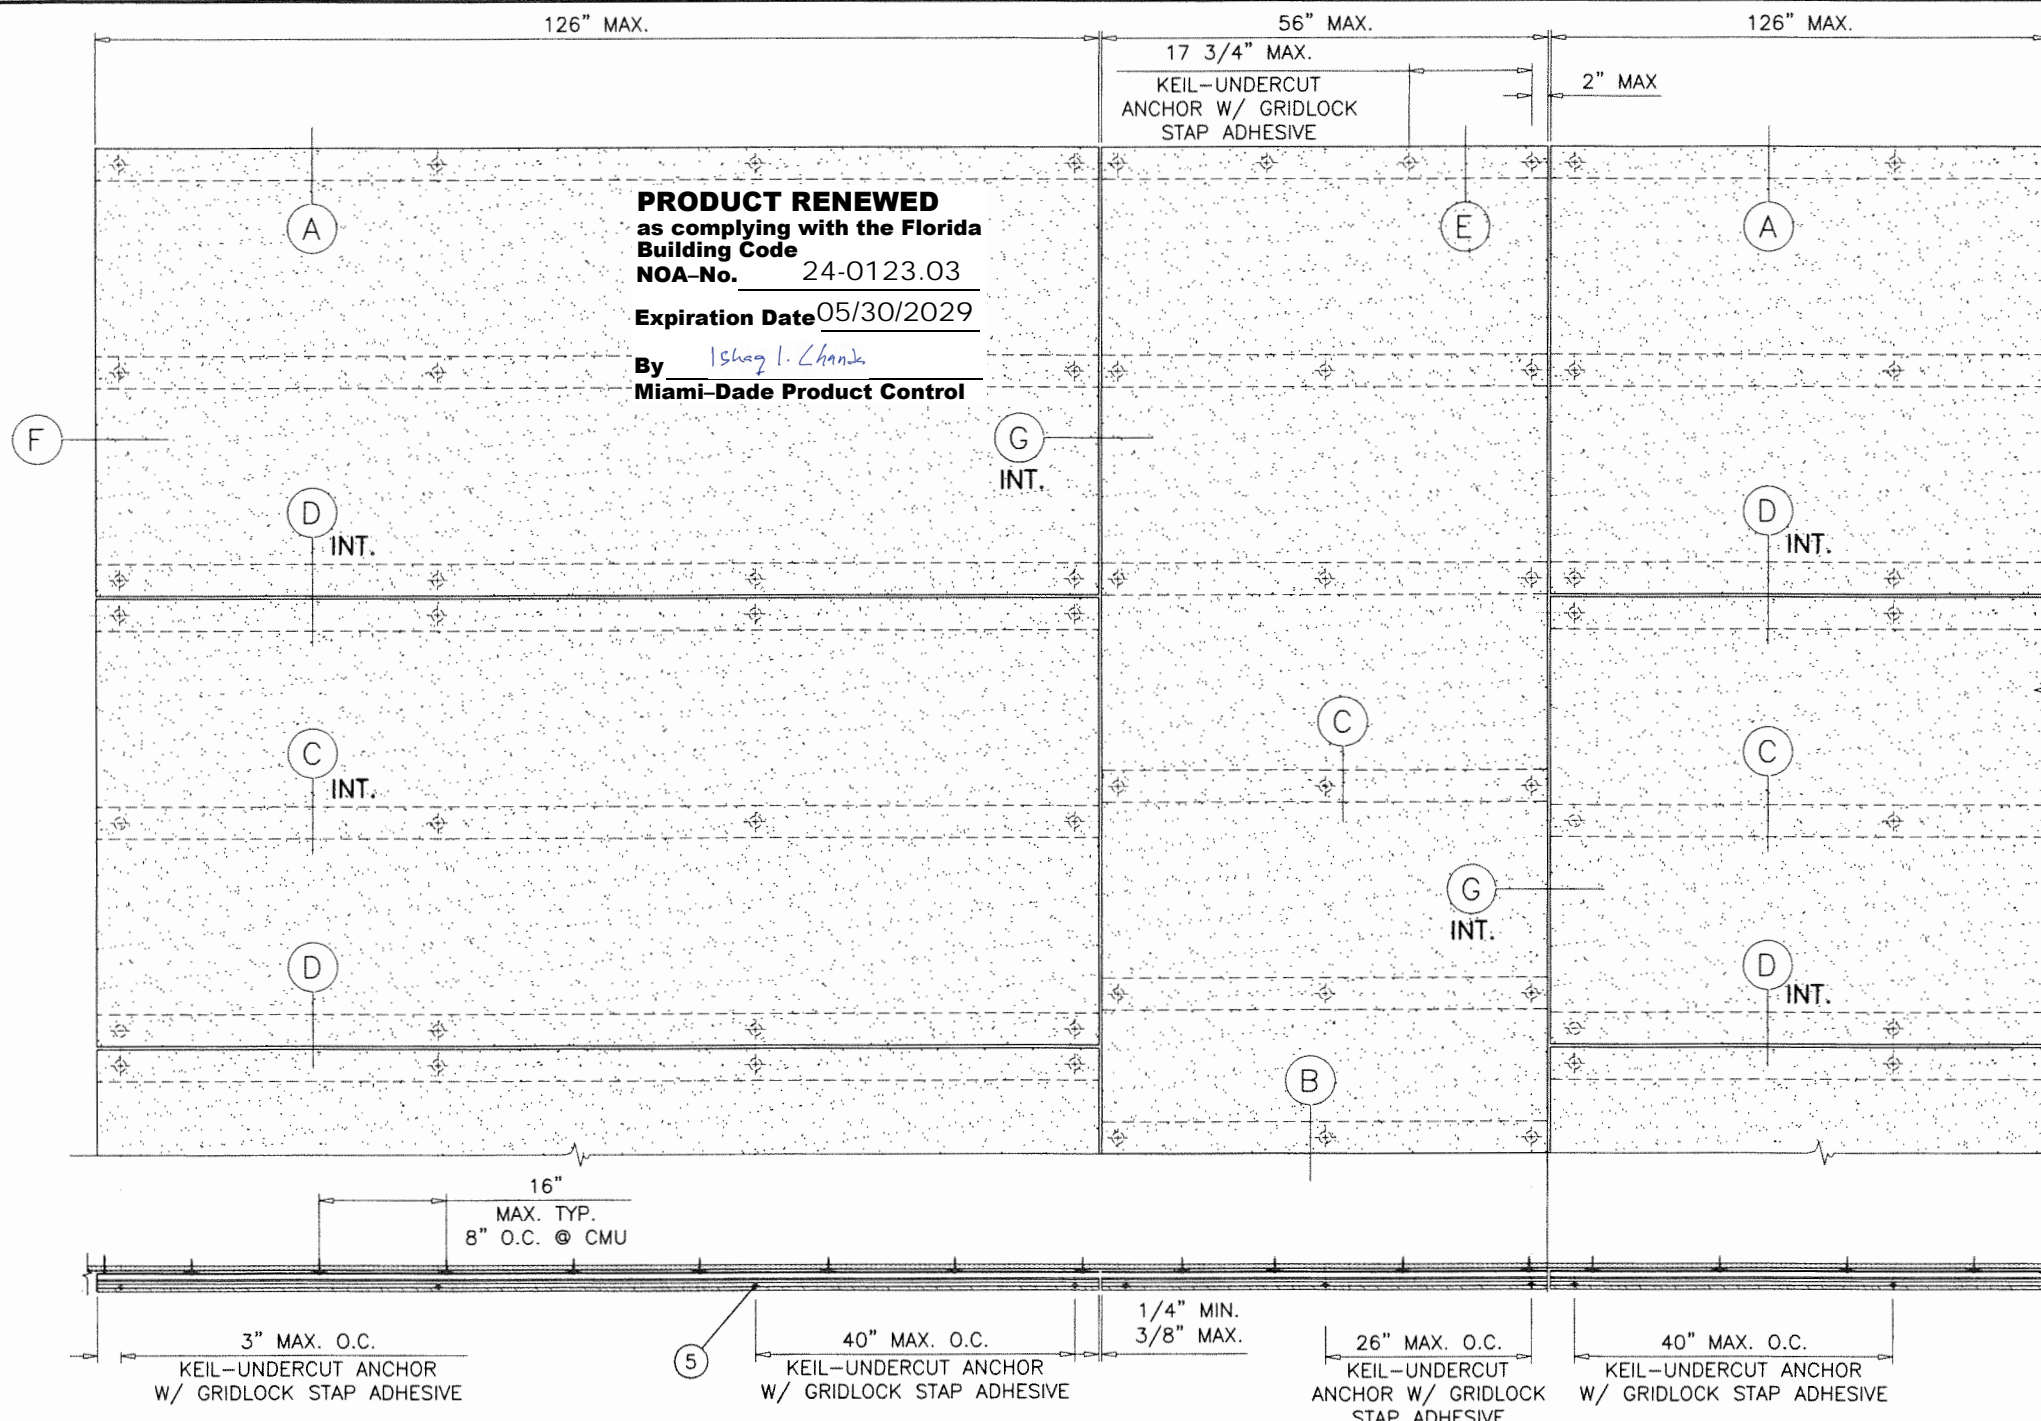 126" MAX.
56" MAX.
126" MAX.
17 3/4" MAX.
KEIL-UNDERCUT
ANCHOR W/ GRIDLOCK
STAP ADHESIVE
2" MAX
A
PRODUCT RENEWED
as complying with the Florida
Building Code
NOA-No. 24-0123.03
Expiration Date 05/30/2029
By Ishaq I. Chanda
Miami-Dade Product Control
E
A
F
G
INT.
D
INT.
D
INT.
C
INT.
C
C
G
INT.
D
D
INT.
B
16"
MAX. TYP.
8" O.C. @ CMU
3" MAX. O.C.
KEIL-UNDERCUT ANCHOR
W/ GRIDLOCK STAP ADHESIVE
5
40" MAX. O.C.
KEIL-UNDERCUT ANCHOR
W/ GRIDLOCK STAP ADHESIVE
1/4" MIN.
3/8" MAX.
26" MAX. O.C.
KEIL-UNDERCUT
ANCHOR W/ GRIDLOCK
STAP ADHESIVE
40" MAX. O.C.
KEIL-UNDERCUT ANCHOR
W/ GRIDLOCK STAP ADHESIVE